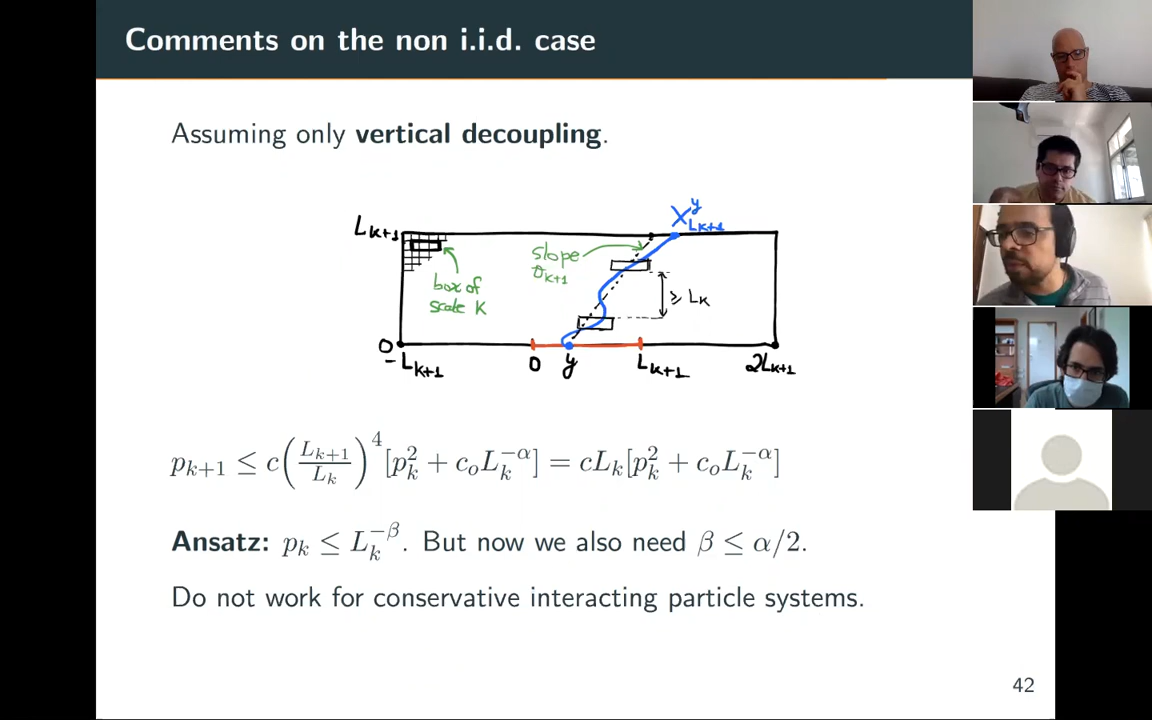 Comments on the non i.i.d. case
Assuming only vertical decoupling.
X^y_{L_{k+1}}
L_{k+1}
slope
v_{k+1}
box of
scale K
≥ L_k
0
-L_{k+1}
0
y
L_{k+1}
2L_{k+1}
p_{k+1} ≤ c(L_{k+1}/L_k)^4 [p_k^2 + c_o L_k^{-α}] = cL_k[p_k^2 + c_o L_k^{-α}]
Ansatz: p_k ≤ L_k^{-β}. But now we also need β ≤ α/2.
Do not work for conservative interacting particle systems.
42